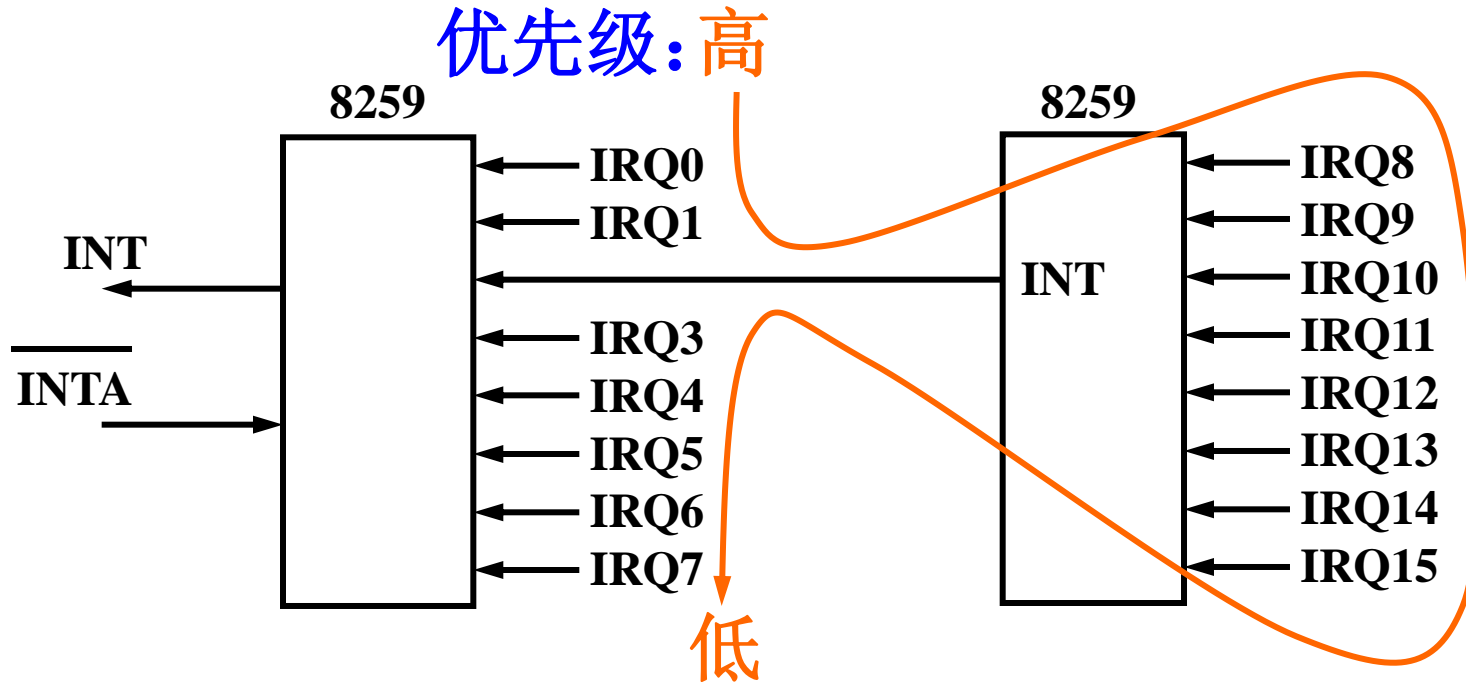 优先级:高
8259
8259
IRQ0
IRQ1
INT
INTA
IRQ3
IRQ4
IRQ5
IRQ6
IRQ7
低
INT
IRQ8
IRQ9
IRQ10
IRQ11
IRQ12
IRQ13
IRQ14
IRQ15